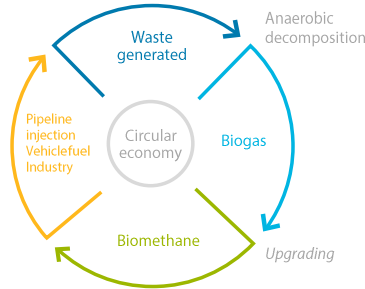 Waste
generated
Anaerobic
decomposition
Pipeline
injection
Vehiclefuel
Industry
Circular
economy
Biogas
Biomethane
Upgrading